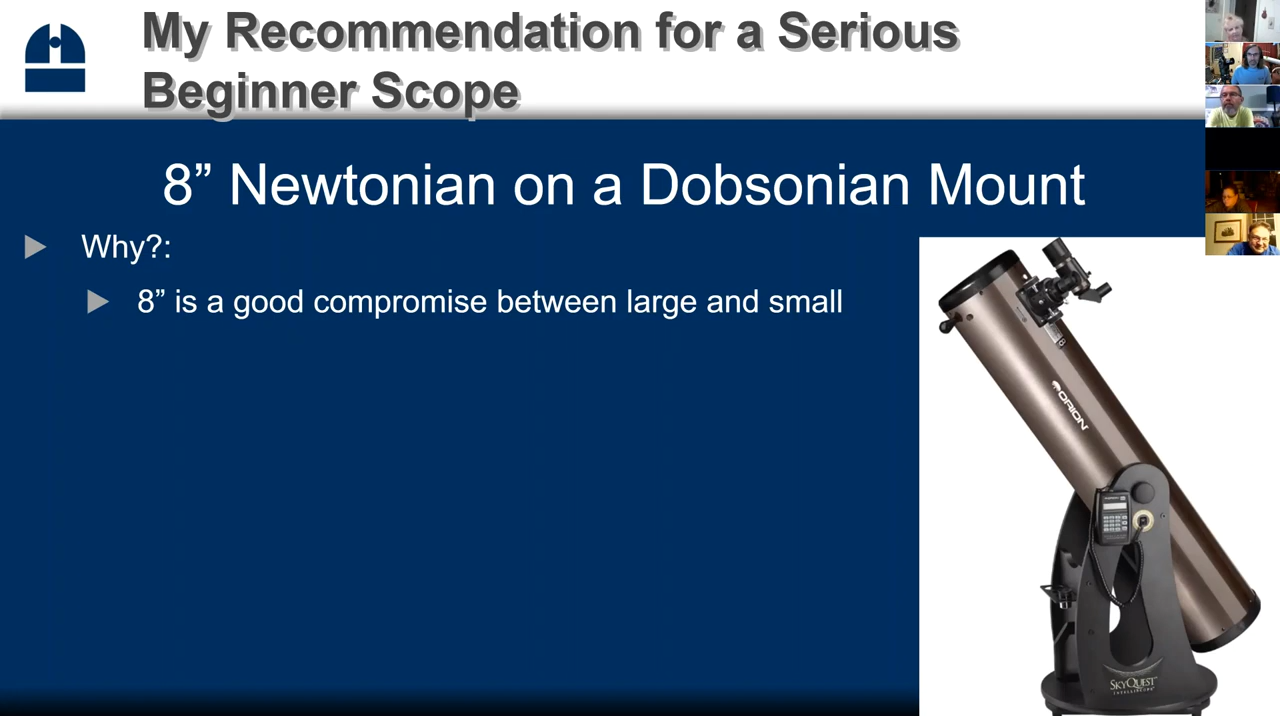 My Recommendation for a Serious
Beginner Scope
8” Newtonian on a Dobsonian Mount
Why?:
8” is a good compromise between large and small
ORION
SKYQUEST
INTELLISCOPE